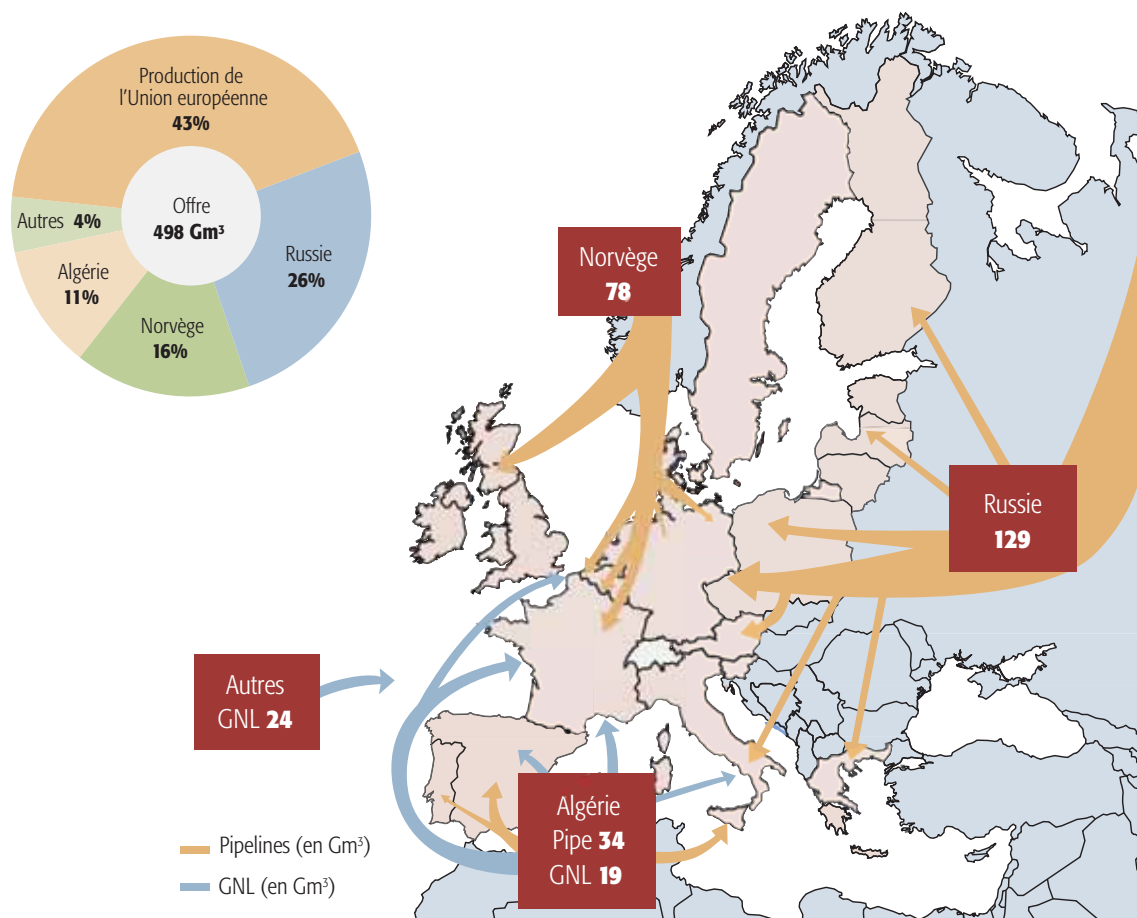 Production de
l'Union européenne
43%
Offre
498 Gm³
Autres 4%
Russie
26%
Algérie
11%
Norvège
16%
Norvège
78
Russie
129
Autres
GNL 24
Algérie
Pipe 34
GNL 19
Pipelines (en Gm³)
GNL (en Gm³)